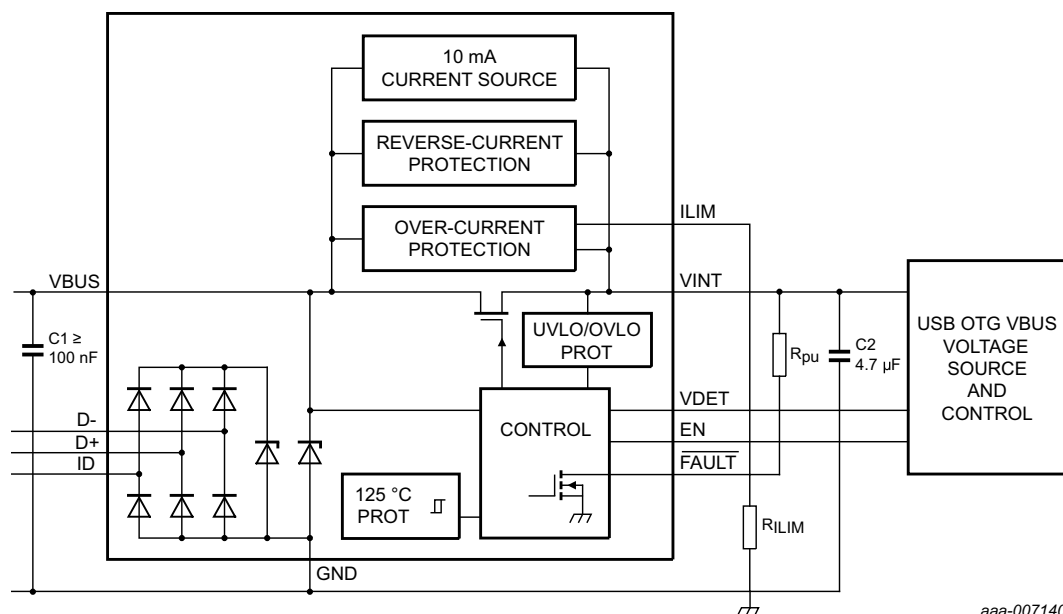 10 mA
CURRENT SOURCE
REVERSE-CURRENT
PROTECTION
OVER-CURRENT
PROTECTION
ILIM
VBUS
VINT
C1 ≥
100 nF
UVLO/OVLO
PROT
Rpu
C2
4.7 µF
USB OTG VBUS
VOLTAGE
SOURCE
AND
CONTROL
D-
D+
ID
CONTROL
VDET
EN
FAULT
125 °C
PROT
RILIM
GND
aaa-007140